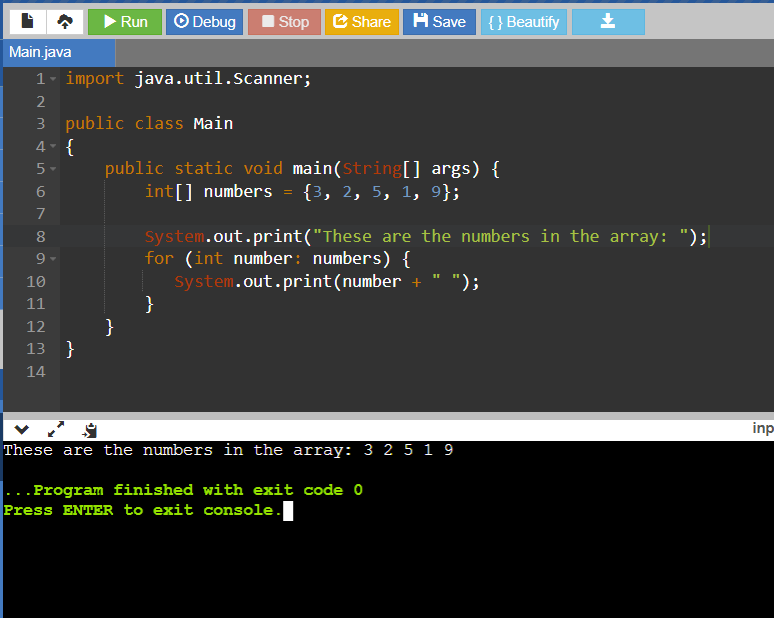 Run Debug Stop Share Save { } Beautify
Main.java
1 import java.util.Scanner;
2
3 public class Main
4 {
5     public static void main(String[] args) {
6         int[] numbers = {3, 2, 5, 1, 9};
7
8         System.out.print("These are the numbers in the array: ");
9         for (int number: numbers) {
10            System.out.print(number + " ");
11         }
12     }
13 }
14
inp
These are the numbers in the array: 3 2 5 1 9
...Program finished with exit code 0
Press ENTER to exit console.